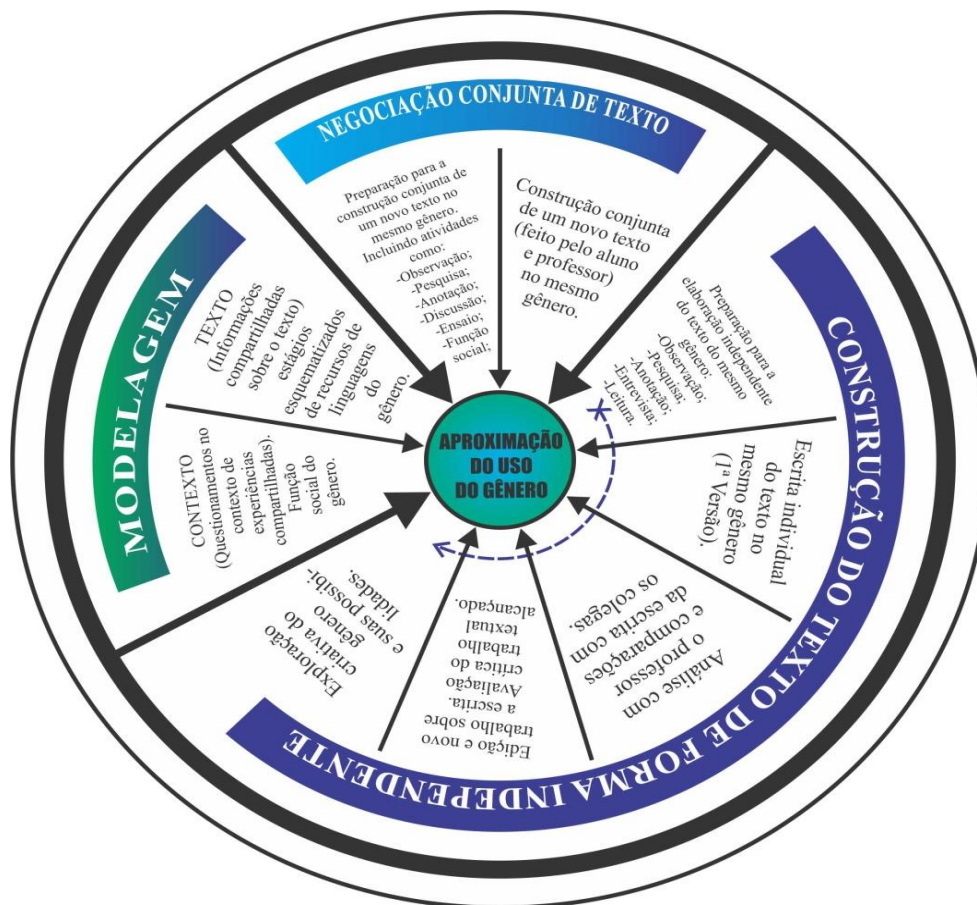 NEGOCIAÇÃO CONJUNTA DE TEXTO
Preparação para a
construção conjunta de
um novo texto no
mesmo gênero.
Incluindo atividades
como:
-Observação;
-Pesquisa;
-Anotação;
-Discussão;
-Ensaio;
-Função
social;
Construção conjunta
de um novo texto
(feito pelo aluno
e professor)
no mesmo
gênero.
CONSTRUÇÃO DO TEXTO DE FORMA INDEPENDENTE
Preparação para a
elaboração independente
do texto do mesmo
gênero:
-Observação;
-Pesquisa;
-Anotação;
-Entrevista;
-Leitura.
Escrita individual
do texto no
mesmo gênero
(1ª Versão).
Análise com
o professor
e comparações
da escrita com
os colegas.
Edição e novo
trabalho sobre
a escrita.
Avaliação
crítica do
trabalho
textual
alcançado.
Exploração
criativa do
gênero
e suas possibi-
lidades.
MODELAGEM
TEXTO
(Informações
compartilhadas
sobre o texto)
estágios
esquematizados
de recursos de
linguagens
do
gênero.
CONTEXTO
(Questionamentos no
contexto de
experiências
compartilhadas).
Função
social do
gênero.
APROXIMAÇÃO
DO USO
DO GÊNERO